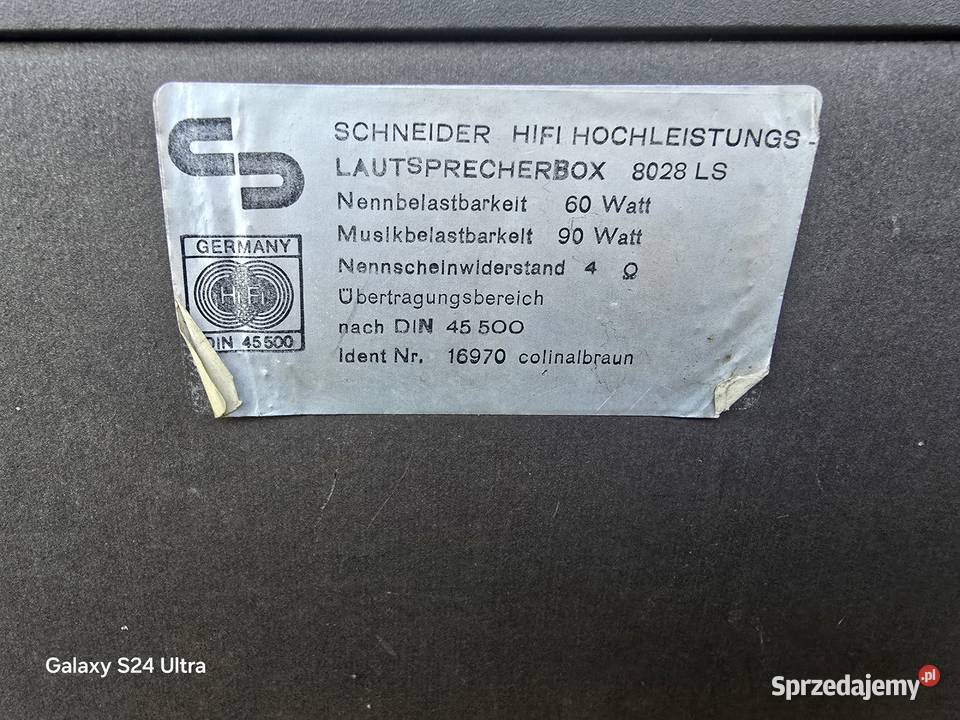 SCHNEIDER HIFI HOCHLEISTUNGS-
LAUTSPRECHERBOX 8028 LS
Nennbelastbarkeit 60 Watt
Musikbelastbarkeit 90 Watt
Nennscheinwiderstand 4 Ω
Übertragungsbereich
nach DIN 45 500
Ident Nr. 16970 colinalbraun
GERMANY
HiFi
DIN 45500
Galaxy S24 Ultra
Sprzedajemy.pl